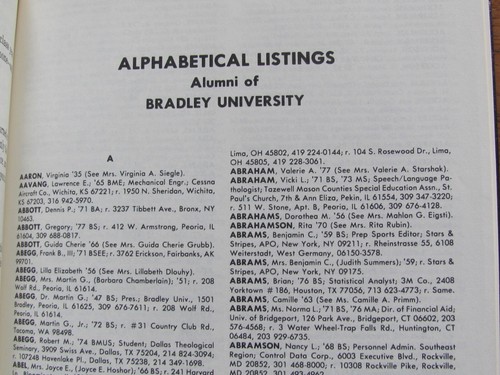 ALPHABETICAL LISTINGS
Alumni of
BRADLEY UNIVERSITY
A
AARON, Virginia '35 (See Mrs. Virginia A. Siegle).
AAVANG, Lawrence E., '65 BME; Mechanical Engr.; Cessna
Aircraft Co., Wichita, KS 67221; r. 1950 N. Sheridan, Wichita,
KS 67203, 316 942-5970.
ABBOTT, Dennis P.; '71 BA; r. 3237 Tibbett Ave., Bronx, NY
10463.
ABBOTT, Gregory; '77 BS; r. 412 W. Armstrong, Peoria, IL
61604, 309 688-0817.
ABBOTT, Guida Cherie '66 (See Mrs. Guida Cherie Grubb).
ABEGG, Frank B., III; '71 BSEE; r. 3762 Erickson, Fairbanks, AK
99701.
ABEGG, Lilla Elizabeth '56 (See Mrs. Lillabeth Dlouhy).
ABEGG, Mrs. Martin G., (Barbara Chamberlain); '51; r. 208
Wolf Rd., Peoria, IL 61614.
ABEGG, Dr. Martin G.; '47 BS; Pres.; Bradley Univ., 1501
Bradley, Peoria, IL 61625, 309 676-7611; r. 208 Wolf Rd.,
Peoria, IL 61614.
ABEGG, Martin G., Jr.; '72 BS; r. #31 Country Club Rd.,
Tacoma, WA 98498.
ABEGG, Robert M., '74 BMUS; Student; Dallas Theological
Seminary, 3909 Swiss Ave., Dallas, TX 75204, 214 824-3094;
r. 10724B Hovenkale Pl., Dallas, TX 75238, 214 349-1698.
ABEL, Mrs. Joyce E., (Joyce E. Hoshor); '66 BS; r. 241 Harvard
Lima, OH 45802, 419 224-0144; r. 104 S. Rosewood Dr., Lima,
OH 45805, 419 228-3061.
ABRAHAM, Valerie A. '77 (See Mrs. Valerie A. Starshak).
ABRAHAM, Vicki L.; '71 BS, '73 MS; Speech/Language Pa-
thologist; Tazewell Mason Counties Special Education Assn., St.
Paul's Church, 7th & Ann Eliza, Pekin, IL 61554, 309 347-3220;
r. 511 W. Stone, Apt. B, Peoria, IL 61606, 309 676-4128.
ABRAHAMS, Dorothea M. '56 (See Mrs. Mahlon G. Eigsti).
ABRAHAMSON, Rita '70 (See Mrs. Rita Rubin).
ABRAMS, Benjamin C.; '59 BS; Prep Sports Editor; Stars &
Stripes, APO, New York, NY 09211; r. Rheinstrasse 55, 6108
Weiterstadt, West Germany, 06150-3578.
ABRAMS, Mrs. Benjamin C., (Judith Summers); '59; r. Stars &
Stripes, APO, New York, NY 09175.
ABRAMS, Brian; '76 BS; Statistical Analyst; 3M Co., 2408
Yorktown #186, Houston, TX 77056, 713 623-4773; r. Same.
ABRAMS, Camille '63 (See Ms. Camille A. Primm).
ABRAMS, Ms. Norma L.; '71 BS, '76 MA; Dir. of Financial Aid;
Univ. of Bridgeport, 126 Park Ave., Bridgeport, CT 06602, 203
576-4568; r. 3 Water Wheel-Trap Falls Rd., Huntington, CT
06484, 203 929-6735.
ABRAMSON, Nancy L.; '68 BS; Personnel Admin. Southeast
Region; Control Data Corp., 6003 Executive Blvd., Rockville,
MD 20852, 301 468-8000; r. Rockville,
MD 20852, 301 493-4962.